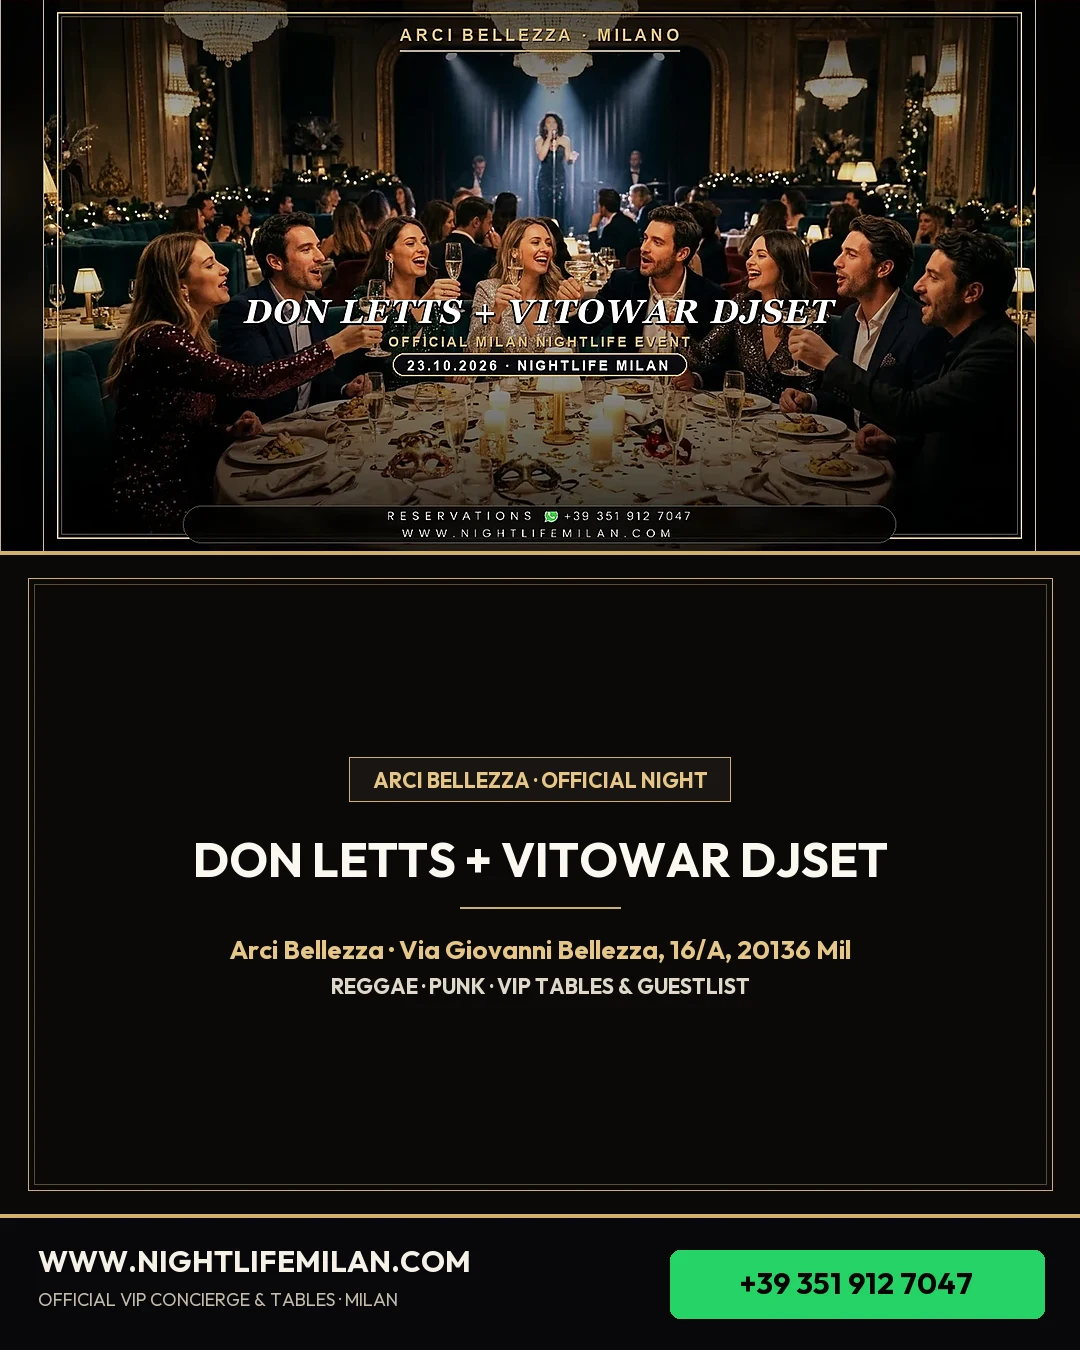 ARCI BELLEZZA · MILANO
DON LETTS + VITOWAR DJSET
OFFICIAL MILAN NIGHTLIFE EVENT
23.10.2026 · NIGHTLIFE MILAN
RESERVATIONS +39 351 912 7047
WWW.NIGHTLIFEMILAN.COM
ARCI BELLEZZA · OFFICIAL NIGHT
DON LETTS + VITOWAR DJSET
Arci Bellezza · Via Giovanni Bellezza, 16/A, 20136 Mil
REGGAE · PUNK · VIP TABLES & GUESTLIST
WWW.NIGHTLIFEMILAN.COM
OFFICIAL VIP CONCIERGE & TABLES · MILAN
+39 351 912 7047